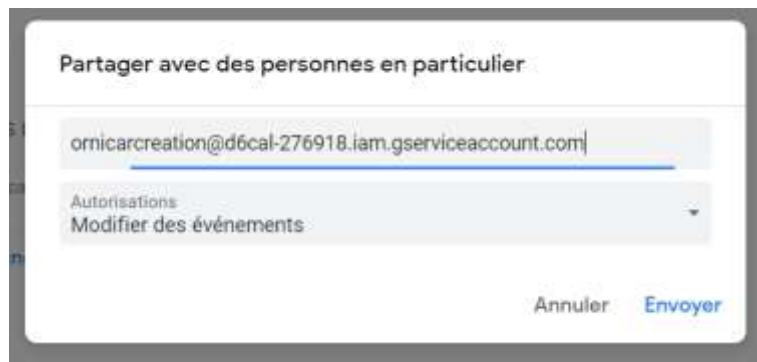 Partager avec des personnes en particulier
ornicarcreation@d6cal-276918.iam.gserviceaccount.com
Autorisations
Modifier des événements
Annuler Envoyer